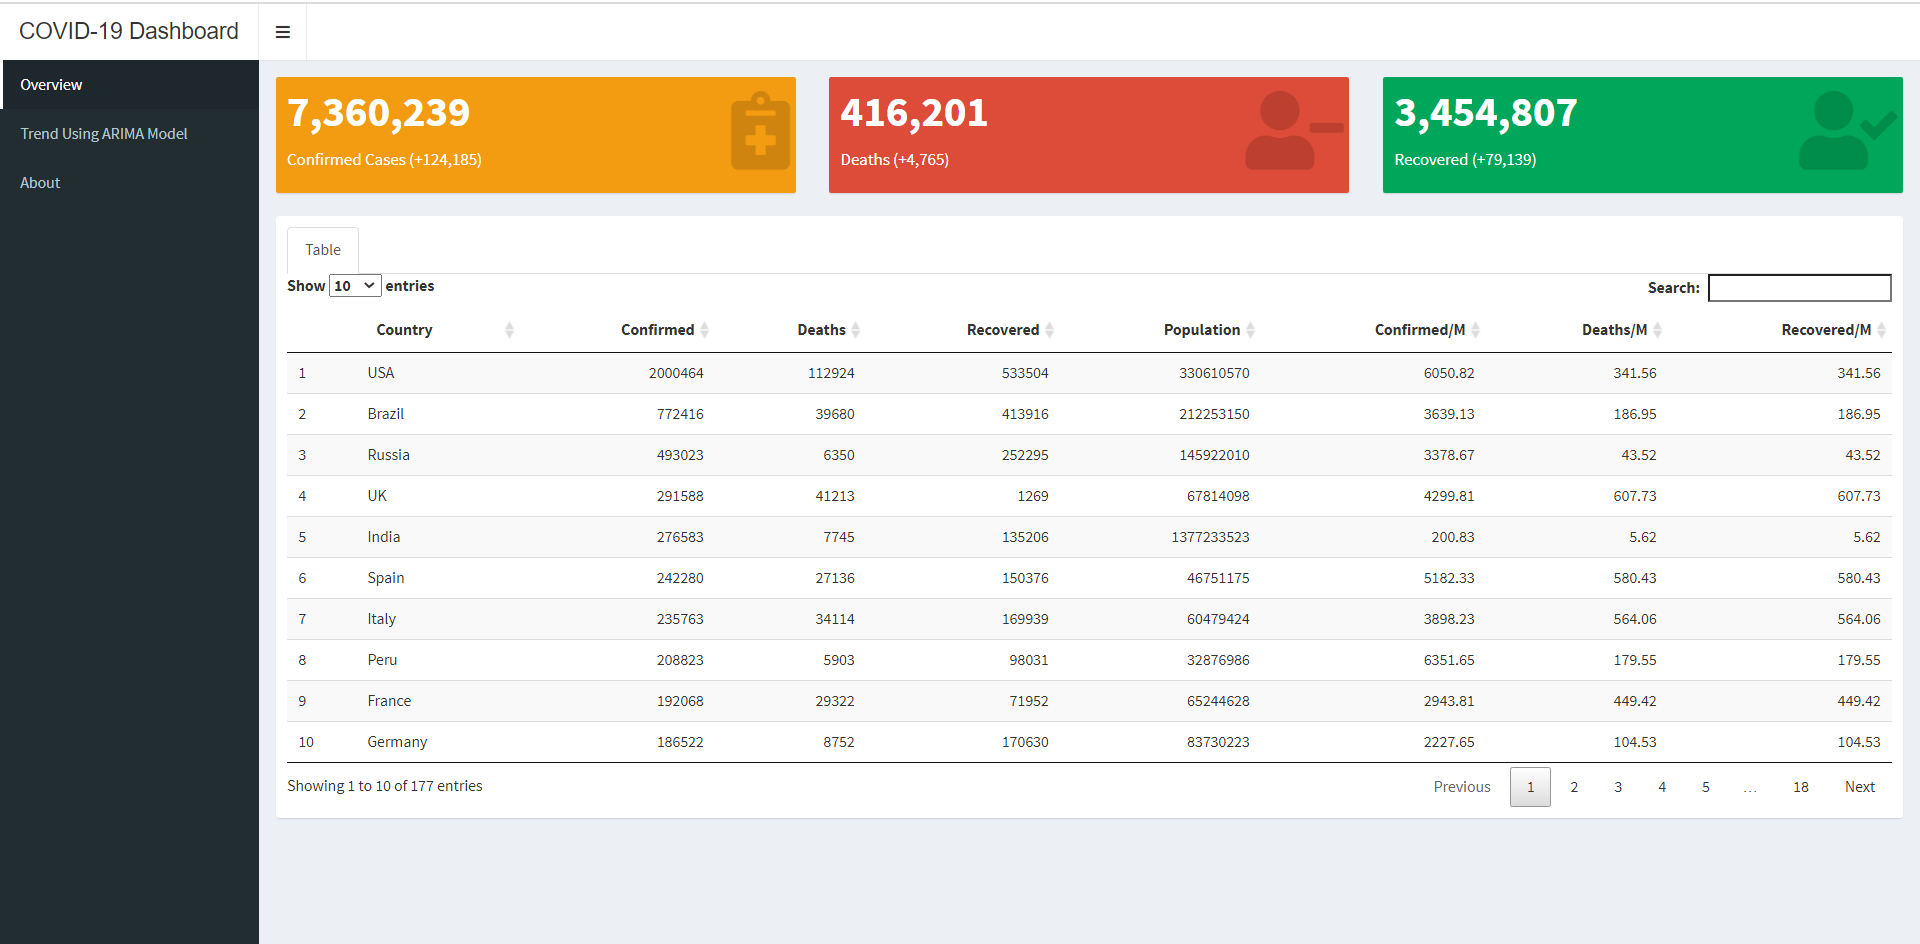 COVID-19 Dashboard
Overview
Trend Using ARIMA Model
About
7,360,239
Confirmed Cases (+124,185)
416,201
Deaths (+4,765)
3,454,807
Recovered (+79,139)
Table
Show 10 entries
Search:
Country Confirmed Deaths Recovered Population Confirmed/M Deaths/M Recovered/M
1 USA 2000464 112924 533504 330610570 6050.82 341.56 341.56
2 Brazil 772416 39680 413916 212253150 3639.13 186.95 186.95
3 Russia 493023 6350 252295 145922010 3378.67 43.52 43.52
4 UK 291588 41213 1269 67814098 4299.81 607.73 607.73
5 India 276583 7745 135206 1377233523 200.83 5.62 5.62
6 Spain 242280 27136 150376 46751175 5182.33 580.43 580.43
7 Italy 235763 34114 169939 60479424 3898.23 564.06 564.06
8 Peru 208823 5903 98031 32876986 6351.65 179.55 179.55
9 France 192068 29322 71952 65244628 2943.81 449.42 449.42
10 Germany 186522 8752 170630 83730223 2227.65 104.53 104.53
Showing 1 to 10 of 177 entries
Previous 1 2 3 4 5 … 18 Next